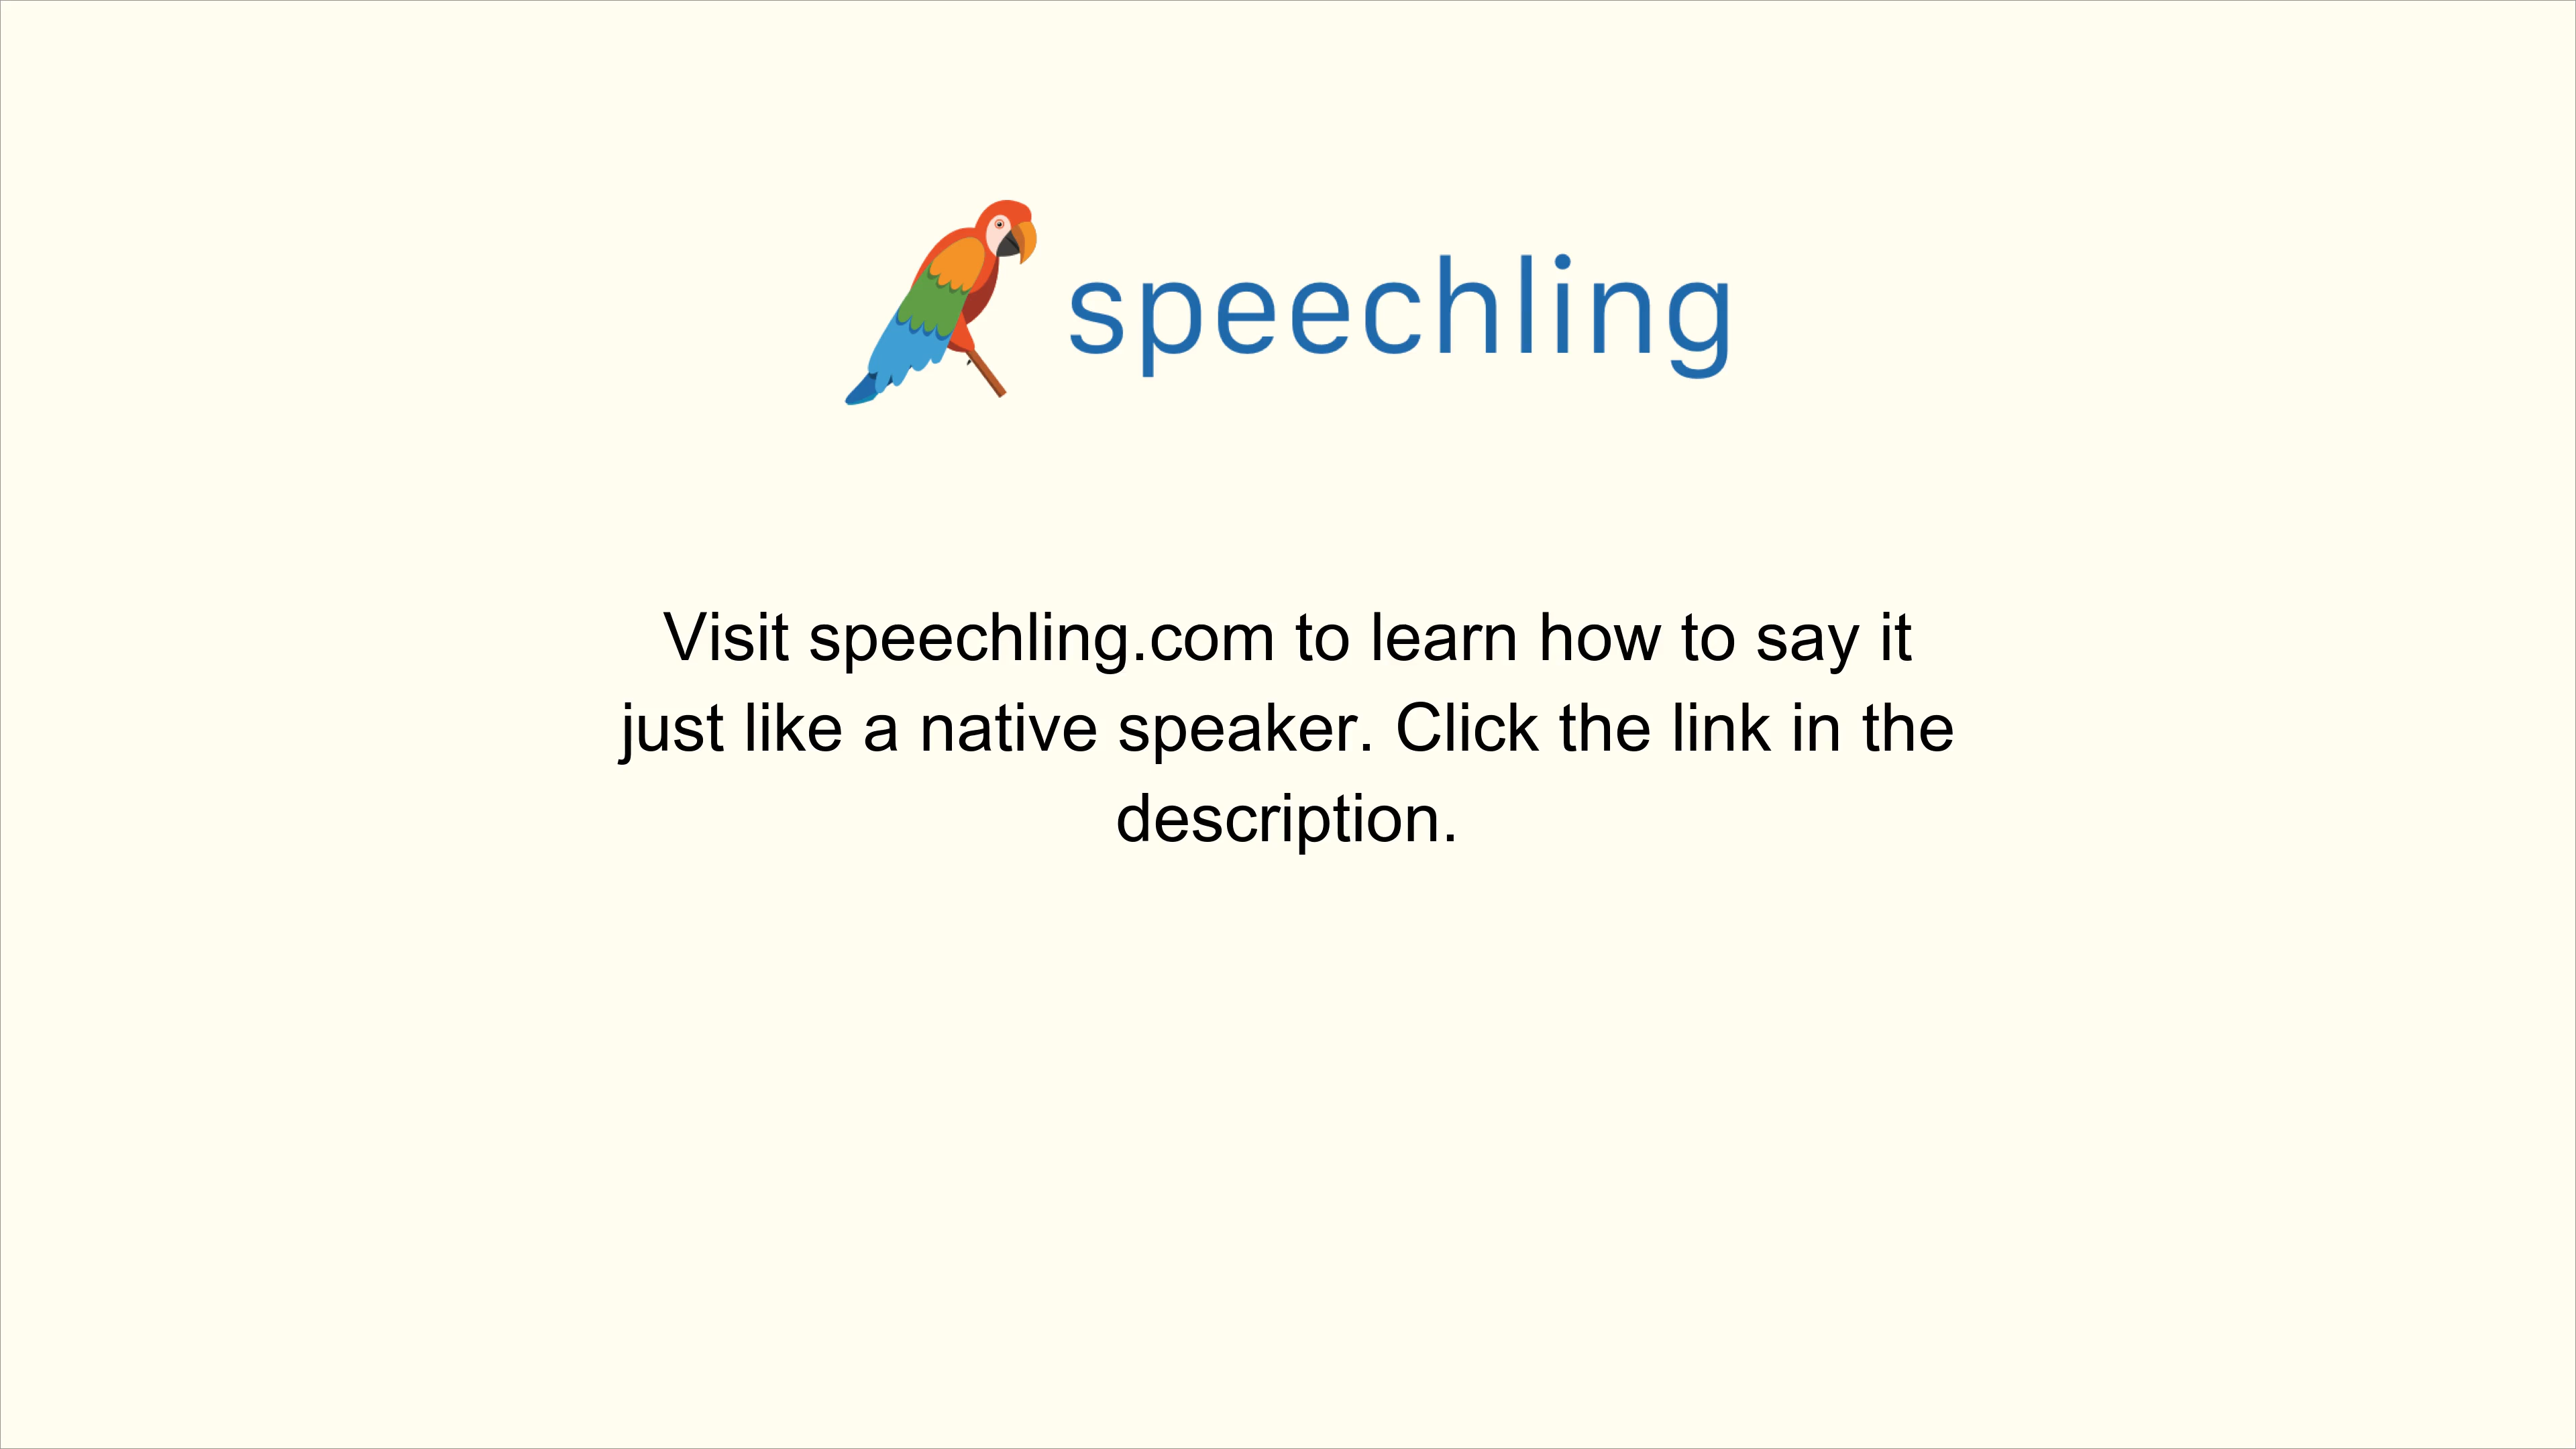 speechling
Visit speechling.com to learn how to say it
just like a native speaker. Click the link in the
description.